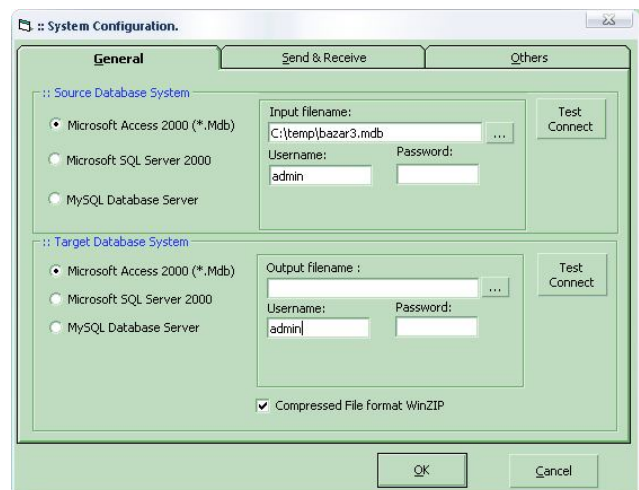 :: System Configuration.
General
Send & Receive
Others
:: Source Database System
Microsoft Access 2000 (*.Mdb)
Microsoft SQL Server 2000
MySQL Database Server
Input filename:
C:\temp\bazar3.mdb
...
Username:
Password:
admin
Test
Connect
:: Target Database System
Microsoft Access 2000 (*.Mdb)
Microsoft SQL Server 2000
MySQL Database Server
Output filename :
...
Username:
Password:
admin
Test
Connect
Compressed File format WinZIP
OK
Cancel